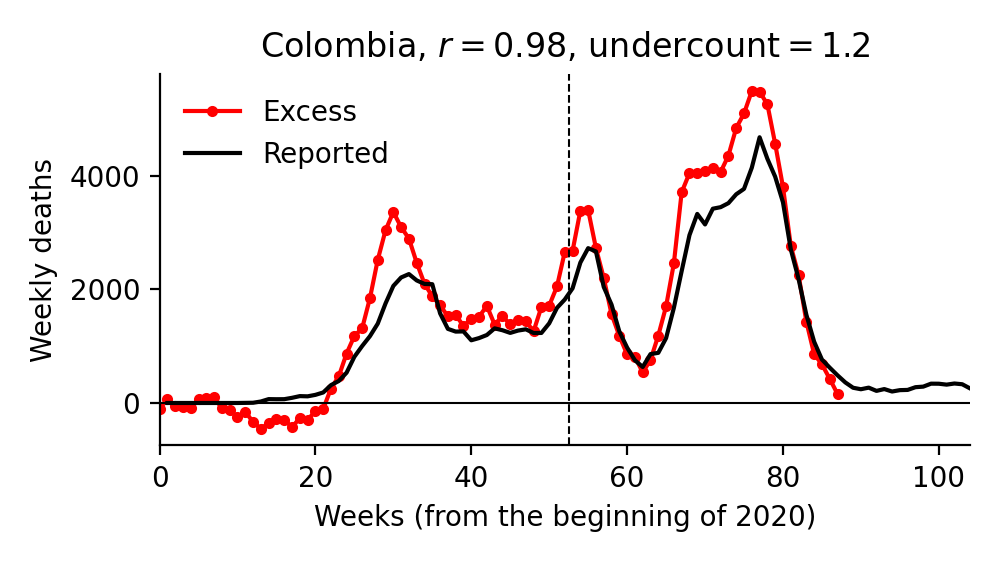 Colombia, r = 0.98, undercount = 1.2
Excess
Reported
Weekly deaths
4000
2000
0
0 20 40 60 80 100
Weeks (from the beginning of 2020)